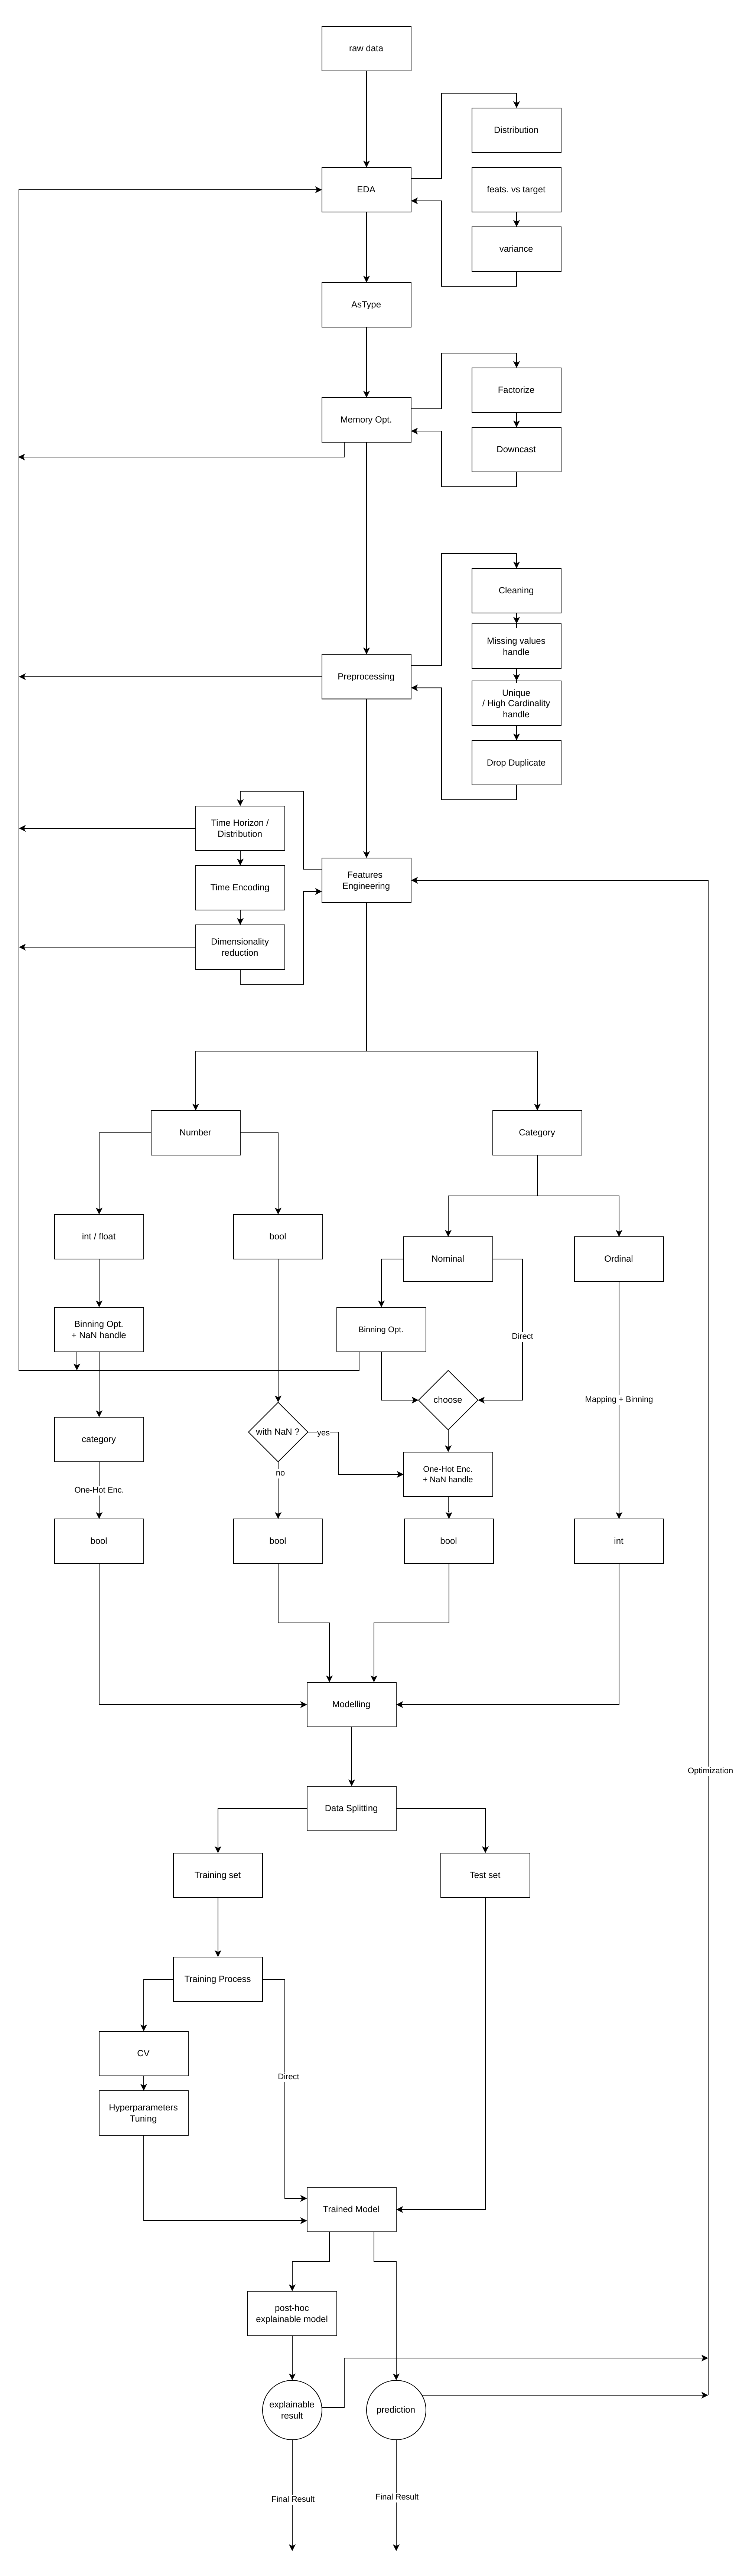 raw data
Distribution
EDA
feats. vs target
variance
AsType
Factorize
Memory Opt.
Downcast
Cleaning
Missing values
handle
Preprocessing
Unique
/ High Cardinality
handle
Drop Duplicate
Time Horizon /
Distribution
Features
Engineering
Time Encoding
Dimensionality
reduction
Number
Category
int / float
bool
Nominal
Ordinal
Binning Opt.
+ NaN handle
Binning Opt.
Direct
choose
Mapping + Binning
category
with NaN ?
yes
no
One-Hot Enc.
+ NaN handle
One-Hot Enc.
bool
bool
bool
int
Modelling
Optimization
Data Splitting
Training set
Test set
Training Process
CV
Direct
Hyperparameters
Tuning
Trained Model
post-hoc
explainable model
explainable
result
prediction
Final Result
Final Result